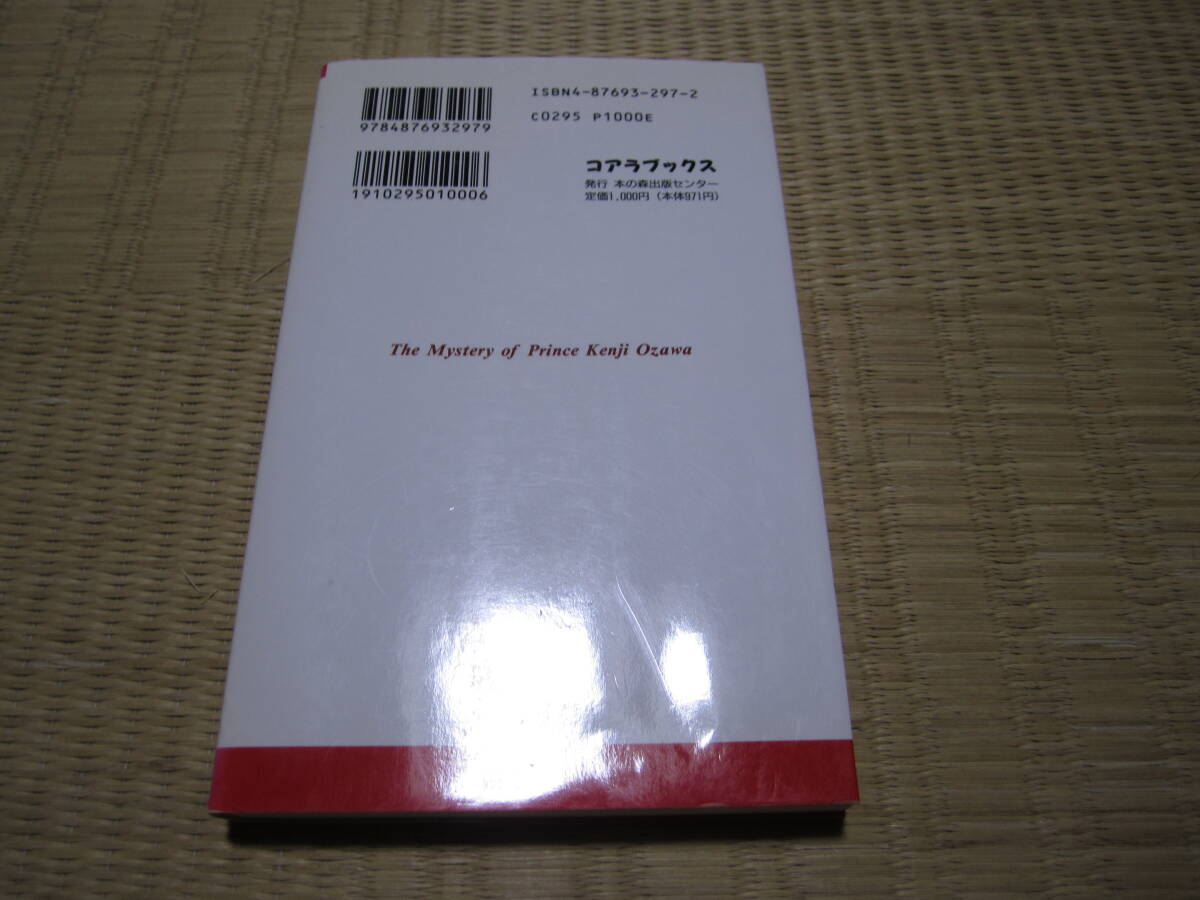 ISBN4-87693-297-2
9784876932979
C0295 P1000E
コアラブックス
1910295010006
発行 本の森出版センター
定価1,000円（本体971円）
The Mystery of Prince Kenji Ozawa